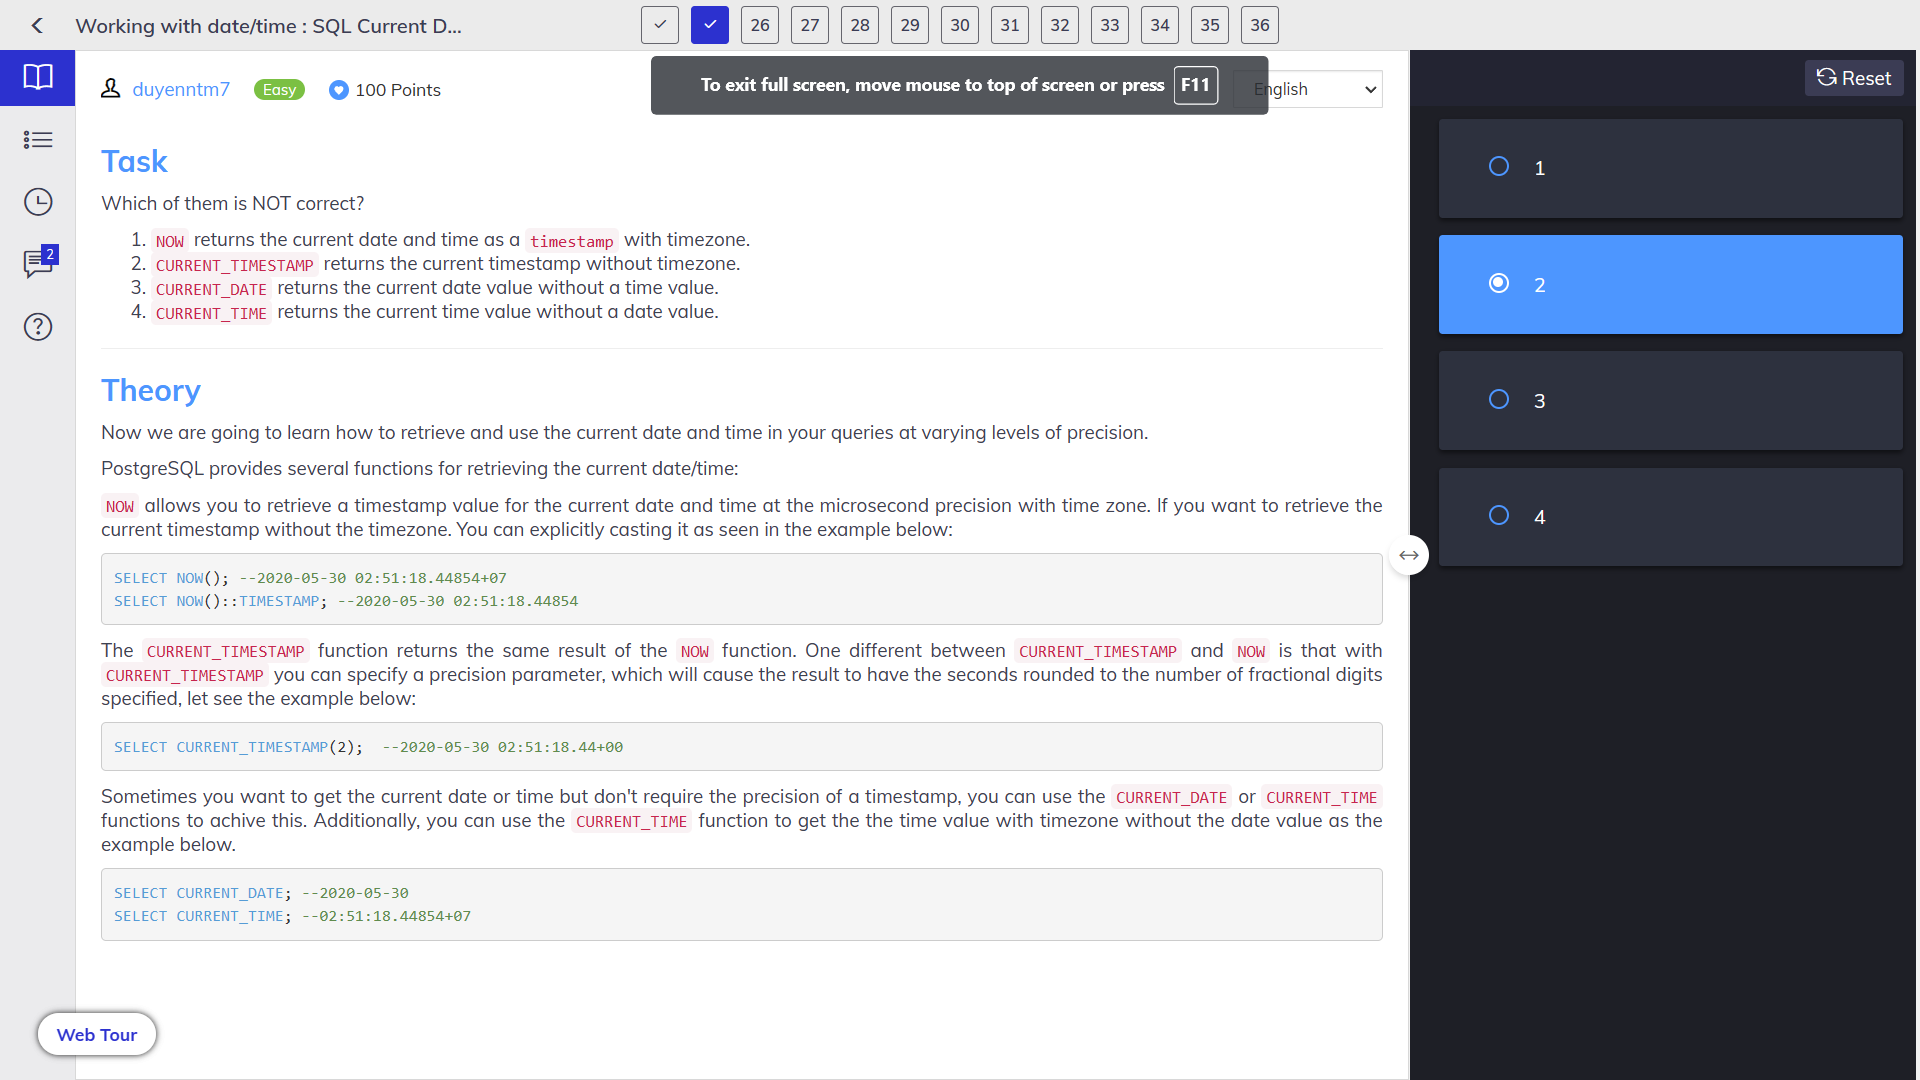 Working with date/time : SQL Current D...
26 27 28 29 30 31 32 33 34 35 36
To exit full screen, move mouse to top of screen or press F11
duyenntm7 Easy 100 Points
English
Reset
2
Task
Which of them is NOT correct?
1. NOW returns the current date and time as a timestamp with timezone.
2. CURRENT_TIMESTAMP returns the current timestamp without timezone.
3. CURRENT_DATE returns the current date value without a time value.
4. CURRENT_TIME returns the current time value without a date value.
Theory
Now we are going to learn how to retrieve and use the current date and time in your queries at varying levels of precision.
PostgreSQL provides several functions for retrieving the current date/time:
NOW allows you to retrieve a timestamp value for the current date and time at the microsecond precision with time zone. If you want to retrieve the
current timestamp without the timezone. You can explicitly casting it as seen in the example below:
SELECT NOW(); --2020-05-30 02:51:18.44854+07
SELECT NOW()::TIMESTAMP; --2020-05-30 02:51:18.44854
The CURRENT_TIMESTAMP function returns the same result of the NOW function. One different between CURRENT_TIMESTAMP and NOW is that with
CURRENT_TIMESTAMP you can specify a precision parameter, which will cause the result to have the seconds rounded to the number of fractional digits
specified, let see the example below:
SELECT CURRENT_TIMESTAMP(2);  --2020-05-30 02:51:18.44+00
Sometimes you want to get the current date or time but don't require the precision of a timestamp, you can use the CURRENT_DATE or CURRENT_TIME
functions to achive this. Additionally, you can use the CURRENT_TIME function to get the the time value with timezone without the date value as the
example below.
SELECT CURRENT_DATE; --2020-05-30
SELECT CURRENT_TIME; --02:51:18.44854+07
Web Tour
1
2
3
4